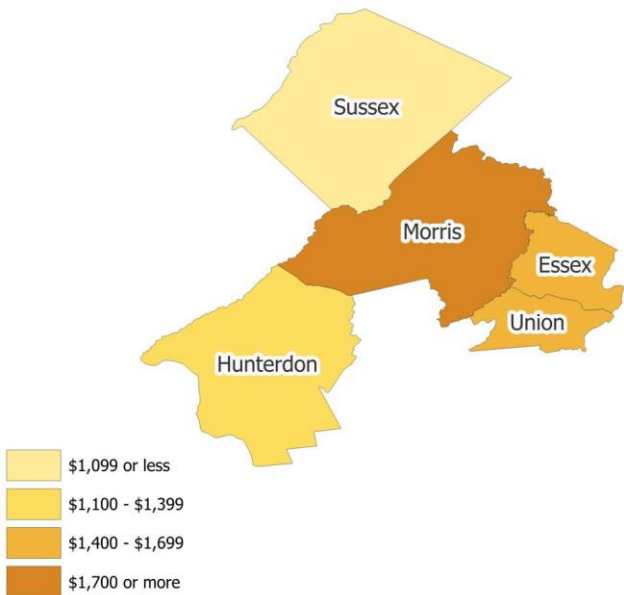 Sussex
Morris
Essex
Union
Hunterdon
$1,099 or less
$1,100 - $1,399
$1,400 - $1,699
$1,700 or more